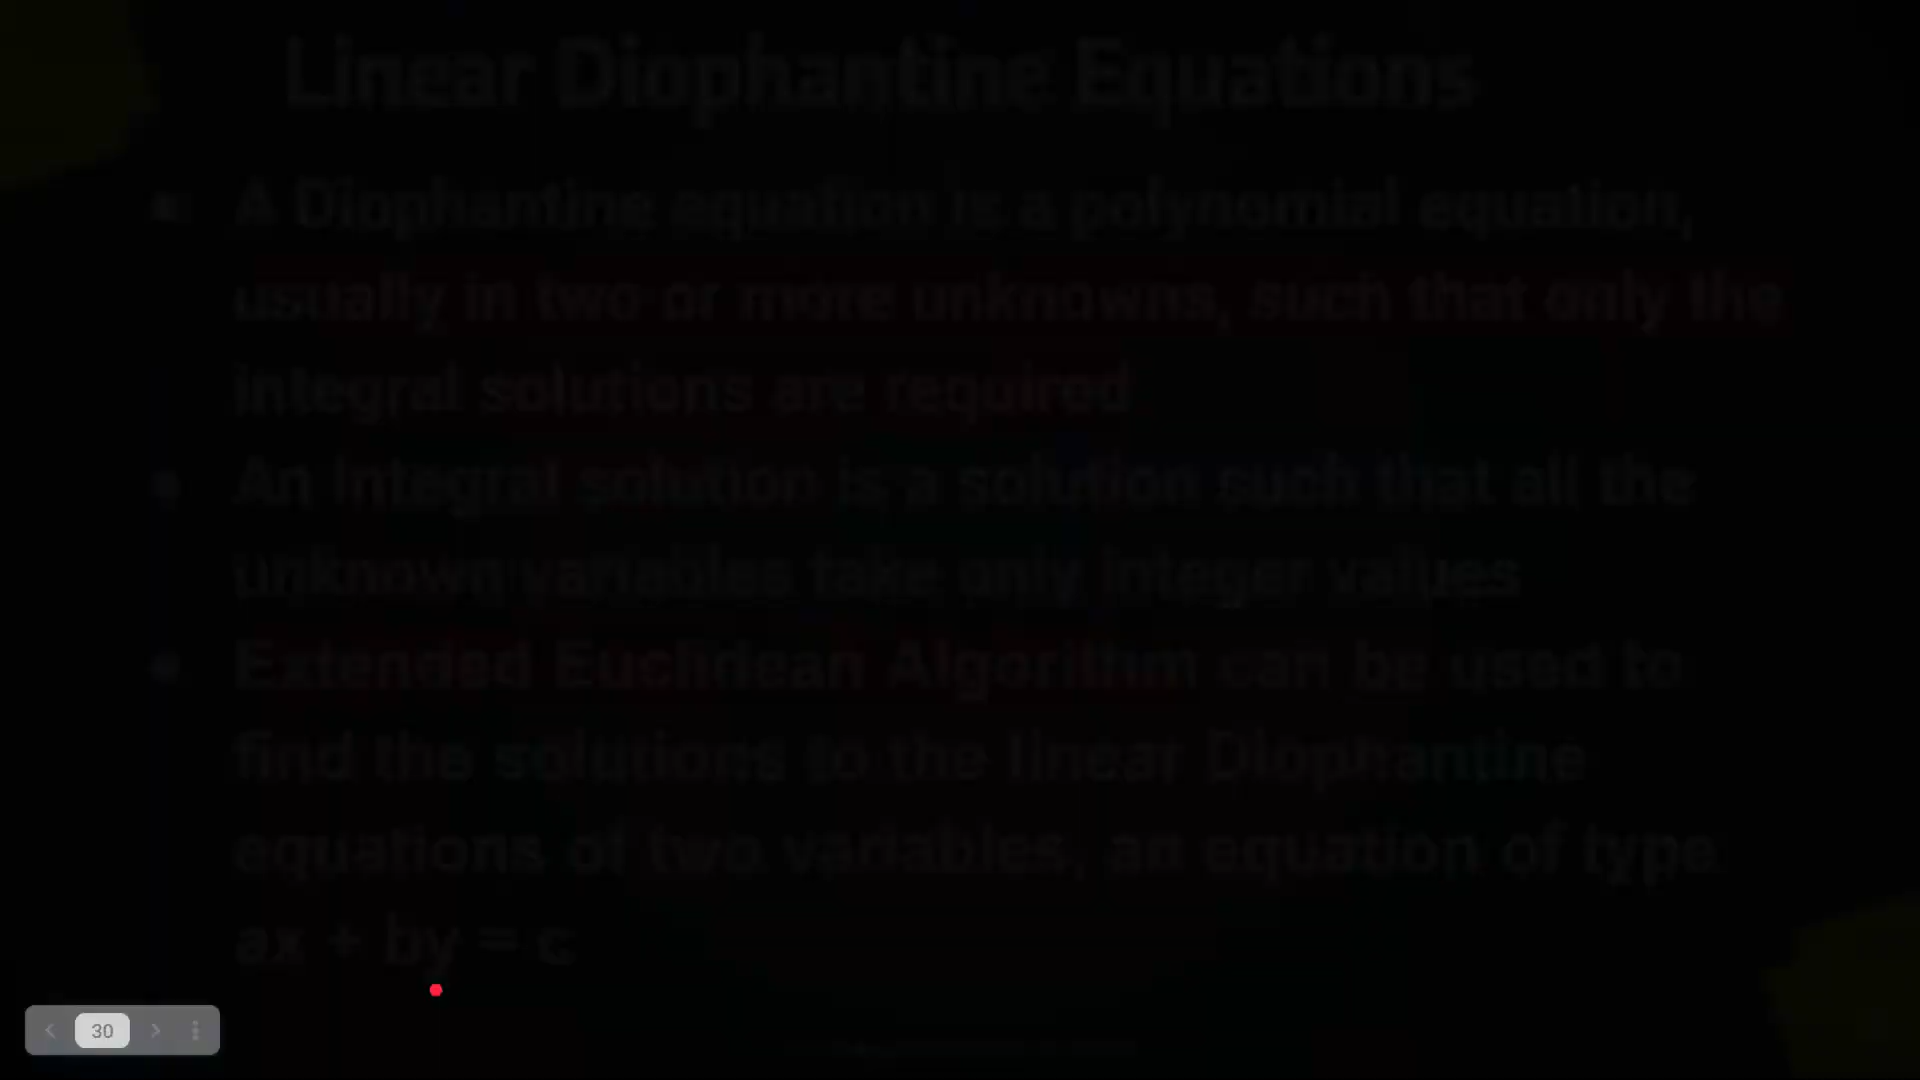 Linear Diophantine Equations
A Diophantine equation is a polynomial equation,
usually in two or more unknowns, such that only the
integral solutions are required
An integral solution is a solution such that all the
unknown variables take only integer values
Extended Euclidean Algorithm can be used to
find the solutions to the linear Diophantine
equations of two variables, an equation of type
ax + by = c
30